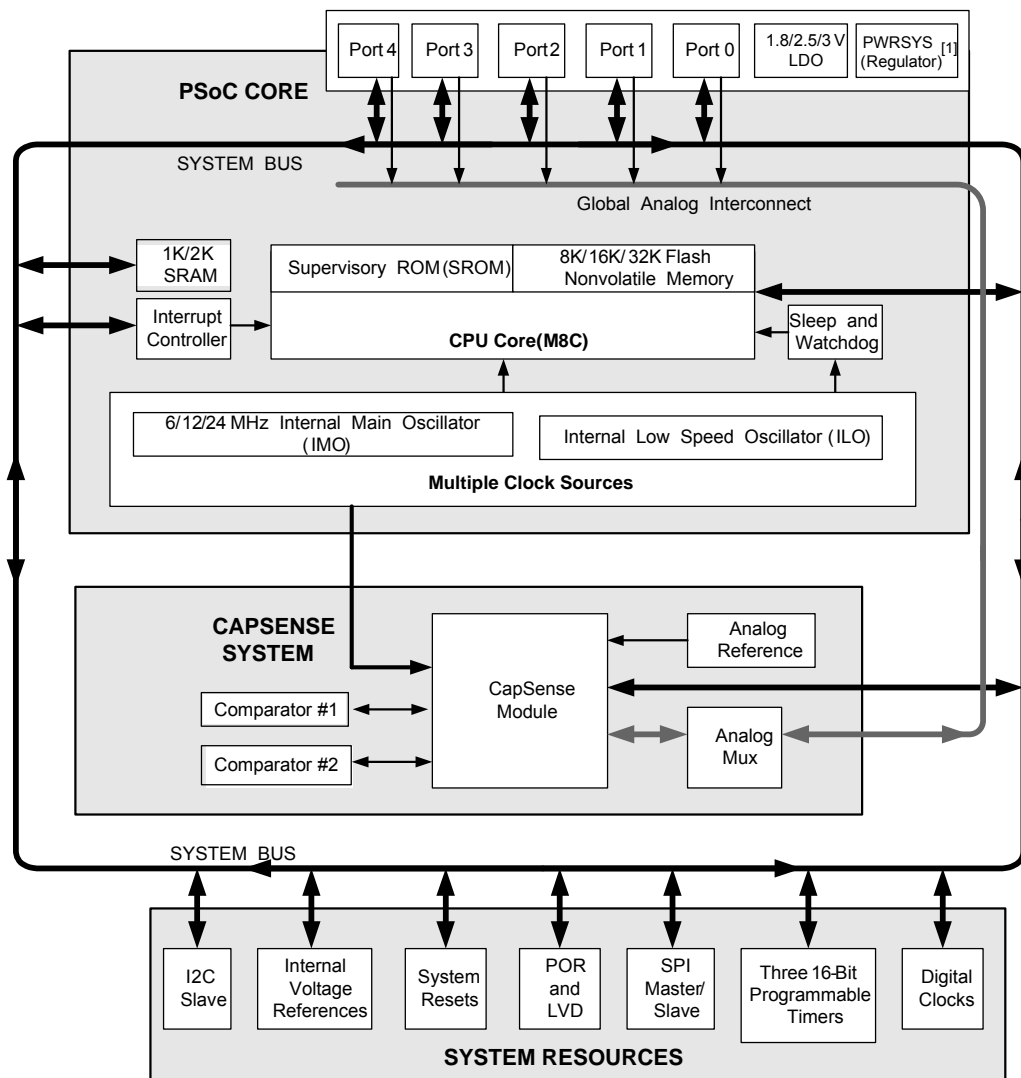 Port 4
Port 3
Port 2
Port 1
Port 0
1.8/2.5/3 V
LDO
PWRSYS
(Regulator)[1]
PSoC CORE
SYSTEM BUS
Global Analog Interconnect
1K/2K
SRAM
Supervisory ROM (SROM)
8K/16K/32K Flash
Nonvolatile Memory
Interrupt
Controller
CPU Core(M8C)
Sleep and
Watchdog
6/12/24 MHz Internal Main Oscillator
(IMO)
Internal Low Speed Oscillator (ILO)
Multiple Clock Sources
CAPSENSE
SYSTEM
Analog
Reference
CapSense
Module
Comparator #1
Comparator #2
Analog
Mux
SYSTEM BUS
I2C
Slave
Internal
Voltage
References
System
Resets
POR
and
LVD
SPI
Master/
Slave
Three 16-Bit
Programmable
Timers
Digital
Clocks
SYSTEM RESOURCES